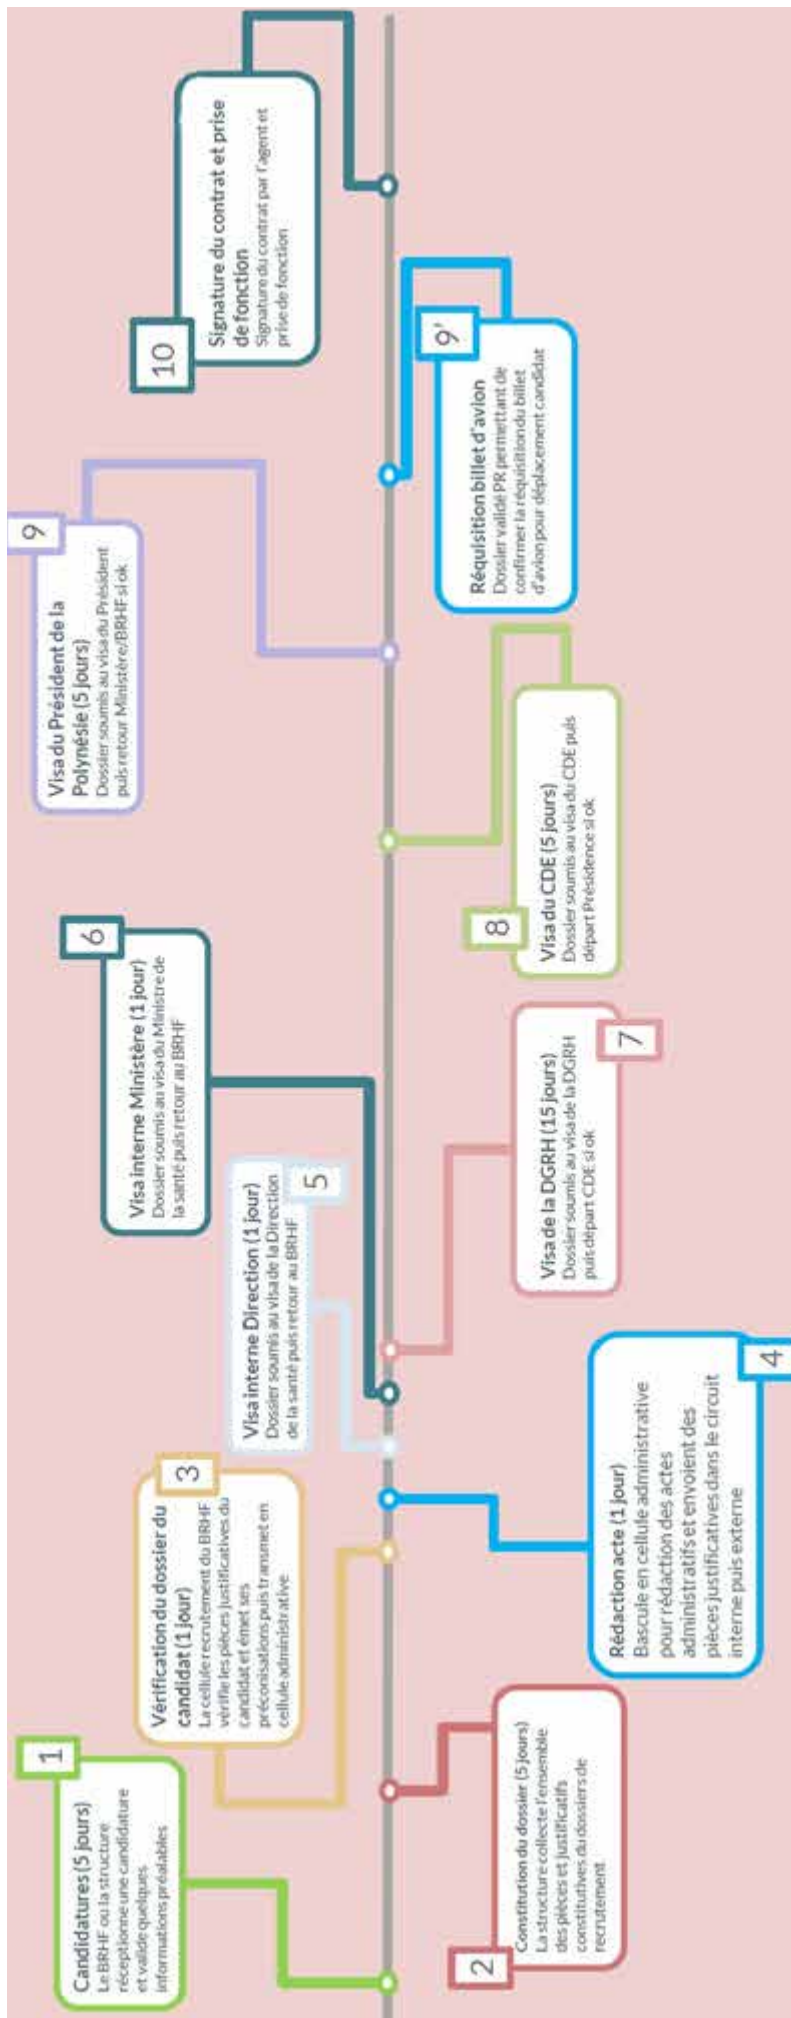 1
Candidatures (5 jours)
Le BRHF ou la structure
réceptionne une candidature
et valide quelques
informations préalables
2
Constitution du dossier (5 jours)
La structure collecte l'ensemble
des pièces et justificatifs
constitutives du dossiers de
recrutement
3
Vérification du dossier du
candidat (1 jour)
La cellule recrutement du BRHF
vérifie les pièces justificatives du
candidat et émet ses
préconisations puis transmet en
cellule administrative
4
Rédaction acte (1 jour)
Bascule en cellule administrative
pour rédaction des actes
administratifs et envoient des
pièces justificatives dans le circuit
interne puis externe
5
Visa interne Direction (1 jour)
Dossier soumis au visa de la Direction
de la santé puis retour au BRHF
6
Visa interne Ministère (1 jour)
Dossier soumis au visa du Ministre de
la santé puis retour au BRHF
7
Visa de la DGRH (15 jours)
Dossier soumis au visa de la DGRH
puis départ CDE si ok
8
Visa du CDE (5 jours)
Dossier soumis au visa du CDE puis
départ Présidence si ok
9
Visa du Président de la
Polynésie (5 jours)
Dossier soumis au visa du Président
puis retour Ministère/BRHF si ok
9'
Réquisition billet d'avion
Dossier validé PR permettant de
confirmer la réquisition du billet
d'avion pour déplacement candidat
10
Signature du contrat et prise
de fonction
Signature du contrat par l'agent et
prise de fonction